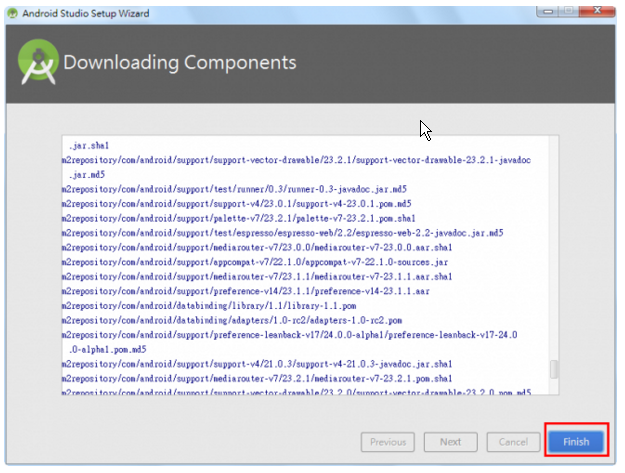 Android Studio Setup Wizard
Downloading Components
.jar.sha1
m2repository/com/android/support/support-vector-drawable/23.2.1/support-vector-drawable-23.2.1-javadoc
.jar.md5
m2repository/com/android/support/test/runner/0.3/runner-0.3-javadoc.jar.md5
m2repository/com/android/support/support-v4/23.0.1/support-v4-23.0.1.pom.md5
m2repository/com/android/support/palette-v7/23.2.1/palette-v7-23.2.1.pom.sha1
m2repository/com/android/support/test/espresso/espresso-web/2.2/espresso-web-2.2-javadoc.jar.md5
m2repository/com/android/support/mediarouter-v7/23.0.0/mediarouter-v7-23.0.0.aar.sha1
m2repository/com/android/support/appcompat-v7/22.1.0/appcompat-v7-22.1.0-sources.jar
m2repository/com/android/support/mediarouter-v7/23.1.1/mediarouter-v7-23.1.1.aar.sha1
m2repository/com/android/support/preference-v14/23.1.1/preference-v14-23.1.1.aar
m2repository/com/android/databinding/library/1.1/library-1.1.pom
m2repository/com/android/databinding/adapters/1.0-rc2/adapters-1.0-rc2.pom
m2repository/com/android/support/preference-leanback-v17/24.0.0-alpha1/preference-leanback-v17-24.0
.0-alpha1.pom.md5
m2repository/com/android/support/support-v4/21.0.3/support-v4-21.0.3-javadoc.jar.sha1
m2repository/com/android/support/mediarouter-v7/23.2.1/mediarouter-v7-23.2.1.pom.sha1
m2repository/com/android/support/support-vector-drawable/23.2.0/support-vector-drawable-23.2.0.pom.md5
Previous Next Cancel Finish